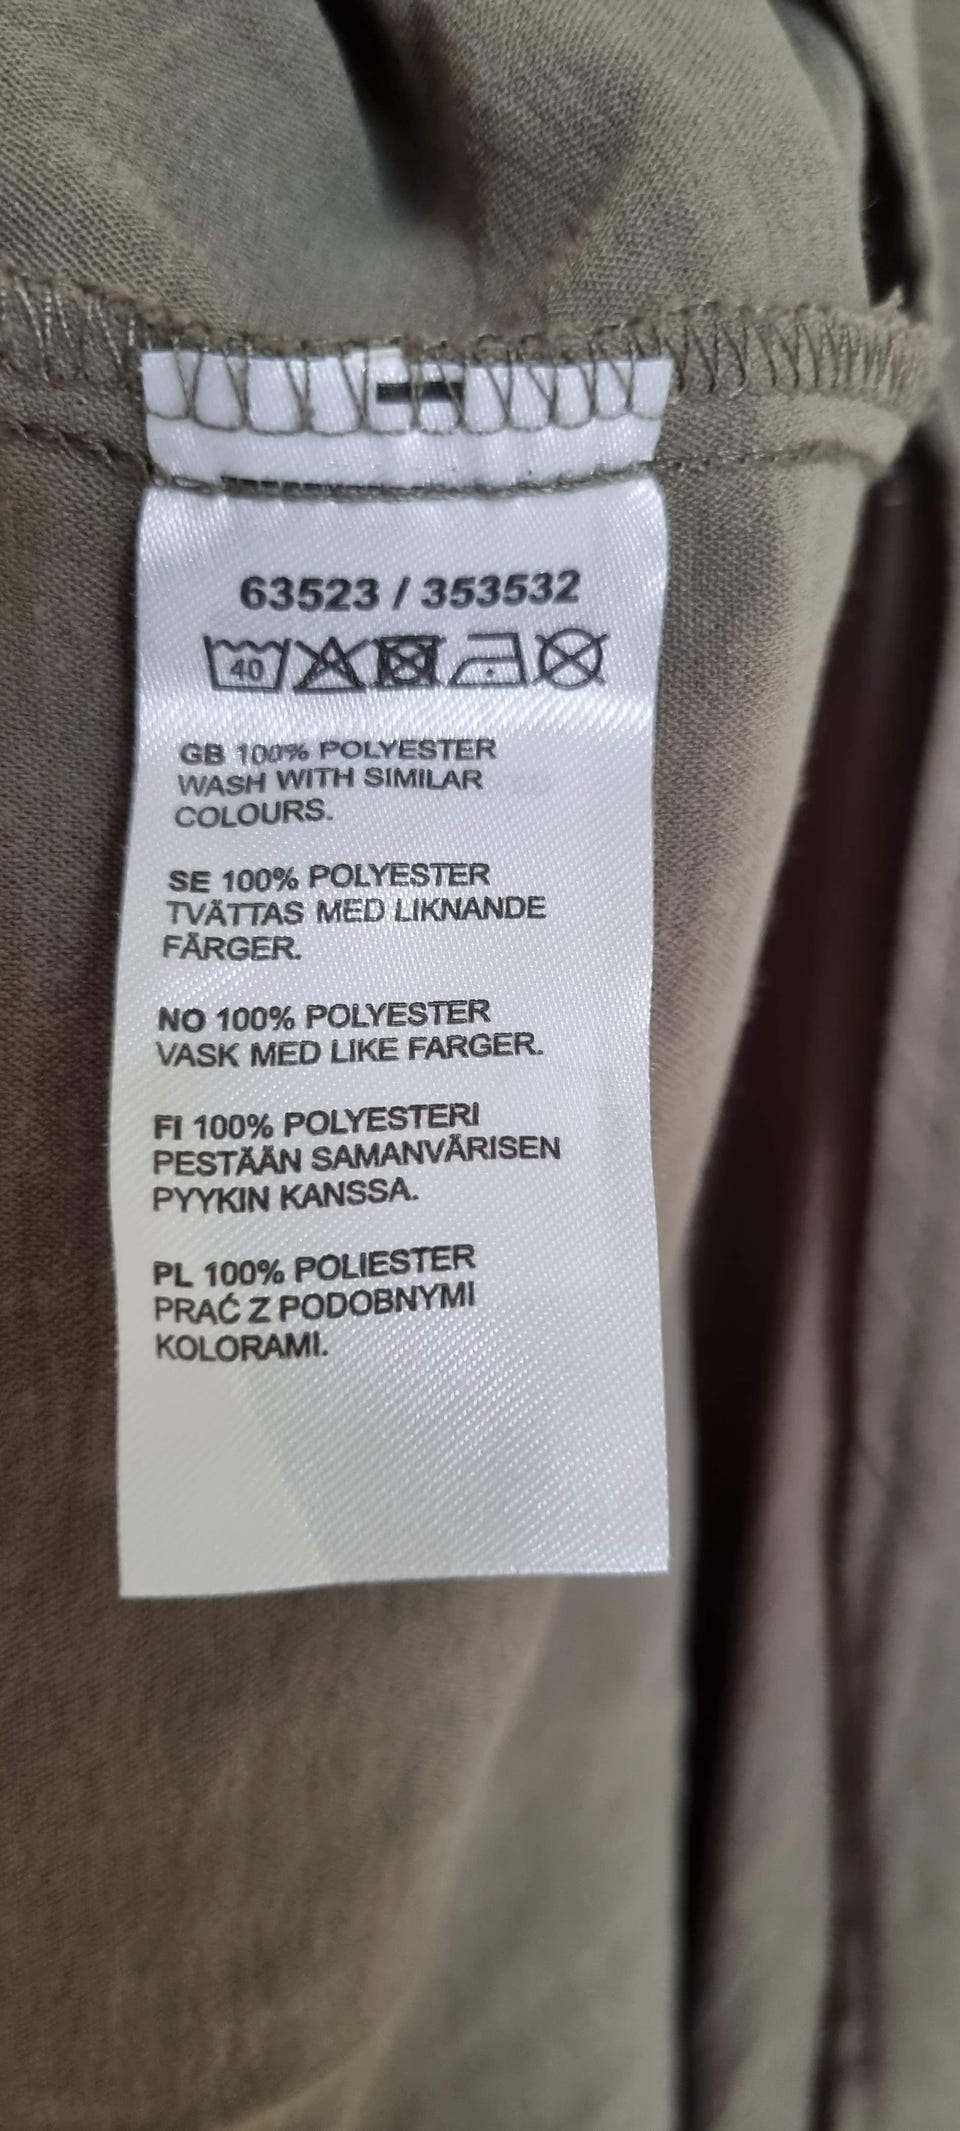 63523 / 353532
40
GB 100% POLYESTER
WASH WITH SIMILAR
COLOURS.
SE 100% POLYESTER
TVÄTTAS MED LIKNANDE
FÄRGER.
NO 100% POLYESTER
VASK MED LIKE FARGER.
FI 100% POLYESTERI
PESTÄÄN SAMANVÄRISEN
PYYKIN KANSSA.
PL 100% POLIESTER
PRAĆ Z PODOBNYMI
KOLORAMI.